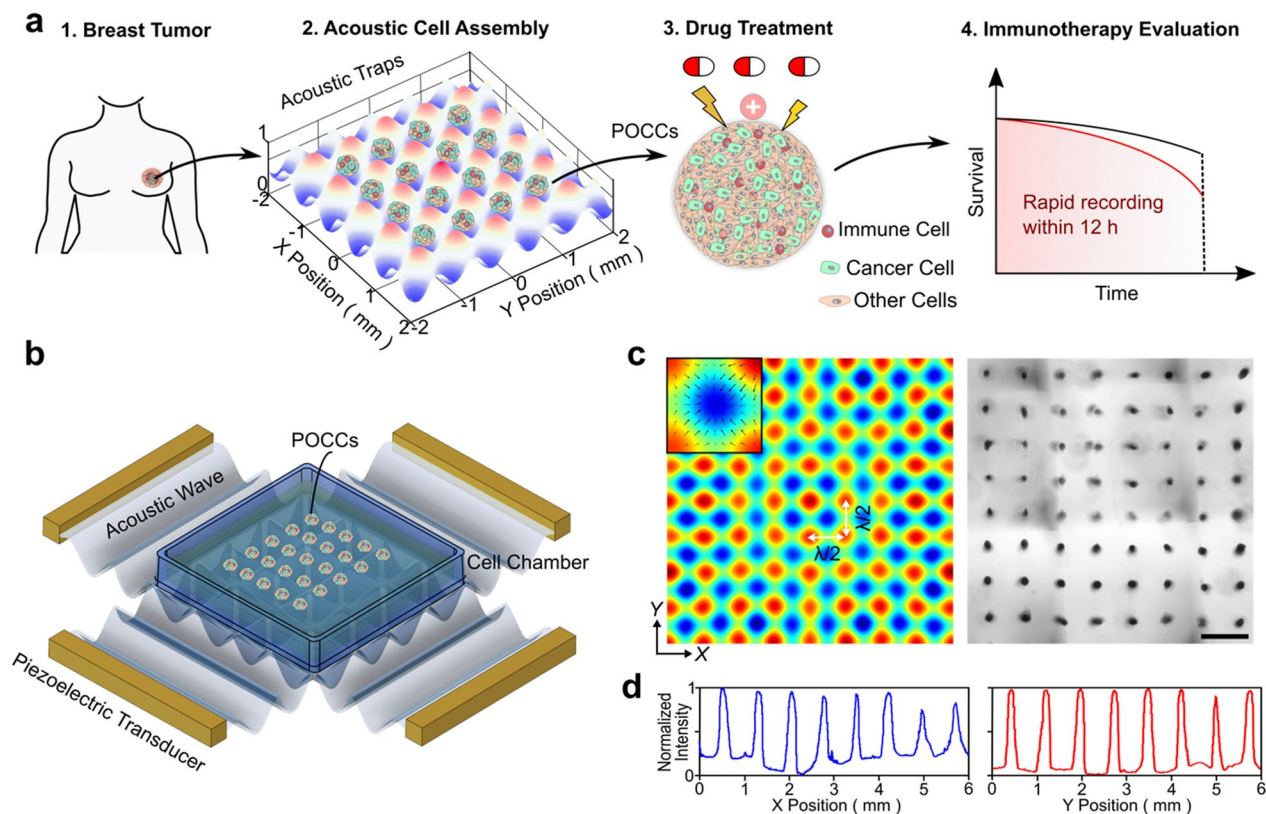 a
1. Breast Tumor
2. Acoustic Cell Assembly
3. Drug Treatment
4. Immunotherapy Evaluation
Acoustic Traps
1
0
-2
-1
0
1
2
X Position ( mm )
-2
-1
0
1
2
Y Position ( mm )
POCCs
+
Immune Cell
Cancer Cell
Other Cells
Survival
Rapid recording
within 12 h
Time
b
POCCs
Acoustic Wave
Cell Chamber
Piezoelectric Transducer
c
λ/2
λ/2
Y
X
d
Normalized
Intensity
1
0
0 1 2 3 4 5 6
X Position ( mm )
0 1 2 3 4 5 6
Y Position ( mm )